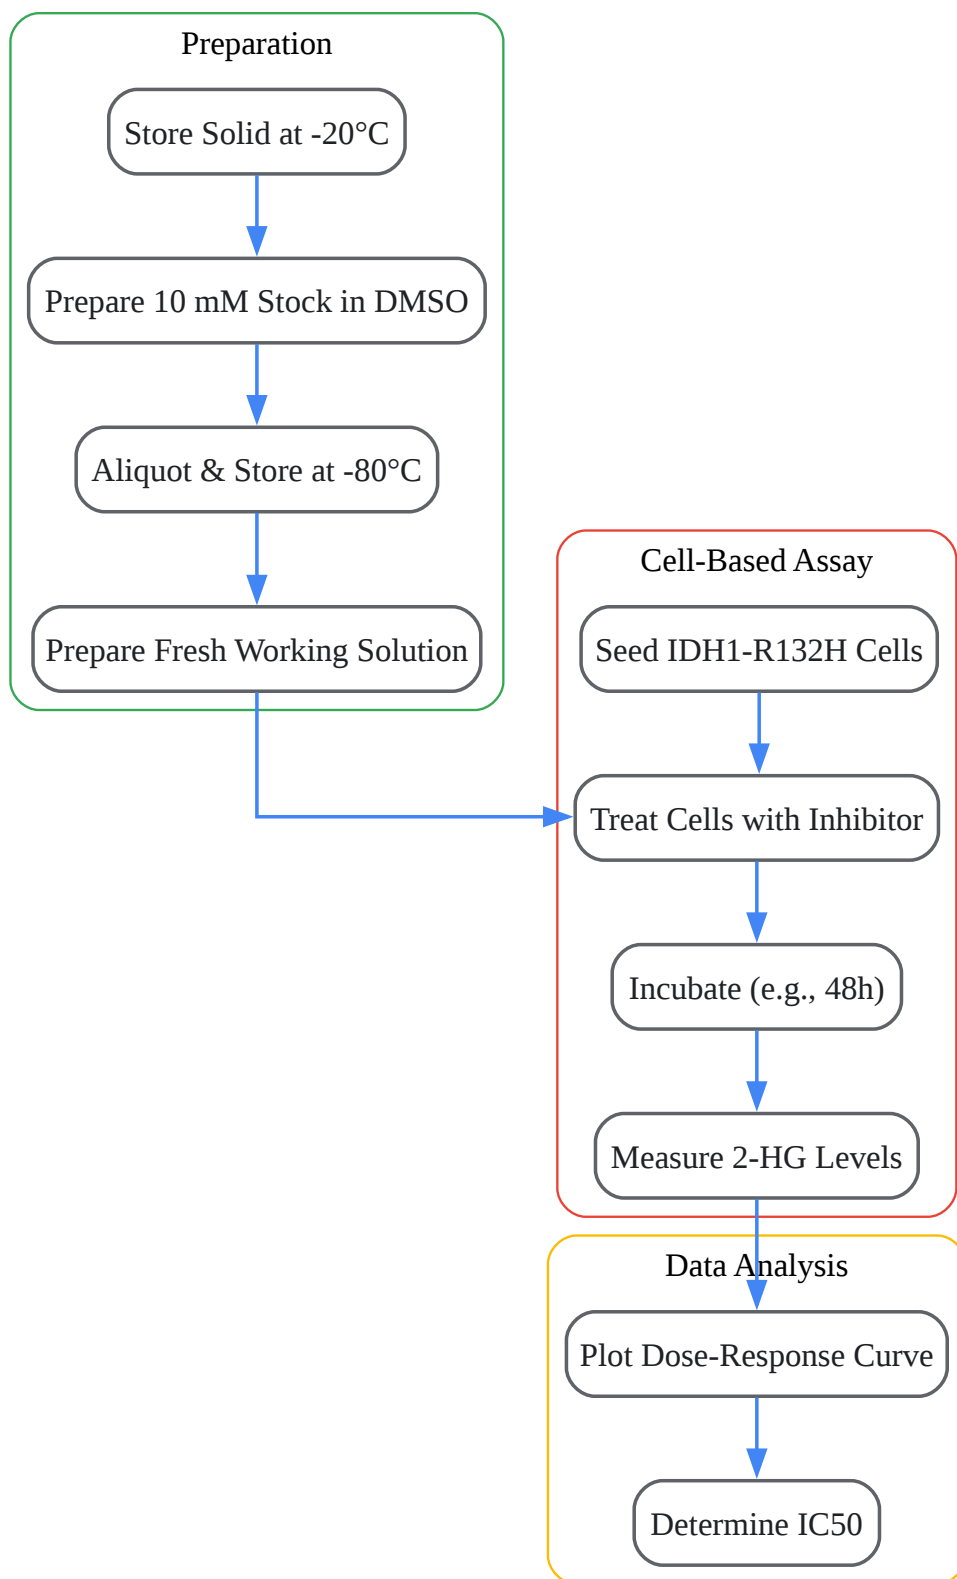 Preparation
Store Solid at -20°C
Prepare 10 mM Stock in DMSO
Aliquot & Store at -80°C
Prepare Fresh Working Solution
Cell-Based Assay
Seed IDH1-R132H Cells
Treat Cells with Inhibitor
Incubate (e.g., 48h)
Measure 2-HG Levels
Data Analysis
Plot Dose-Response Curve
Determine IC50